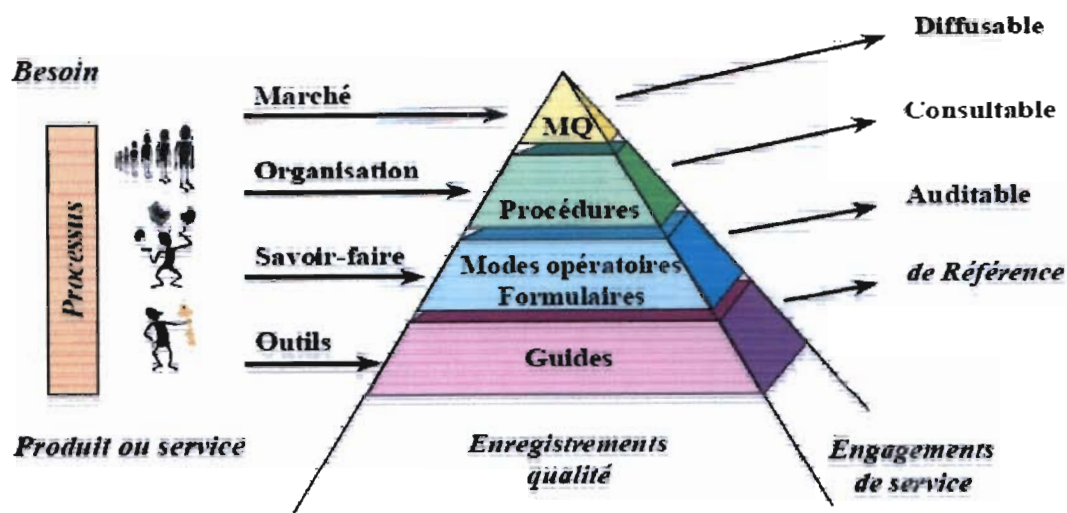 Besoin
Processus
Produit ou service
Marché
Organisation
Savoir-faire
Outils
MQ
Procédures
Modes opératoires
Formulaires
Guides
Enregistrements
qualité
Diffusable
Consultable
Auditable
de Référence
Engagements
de service